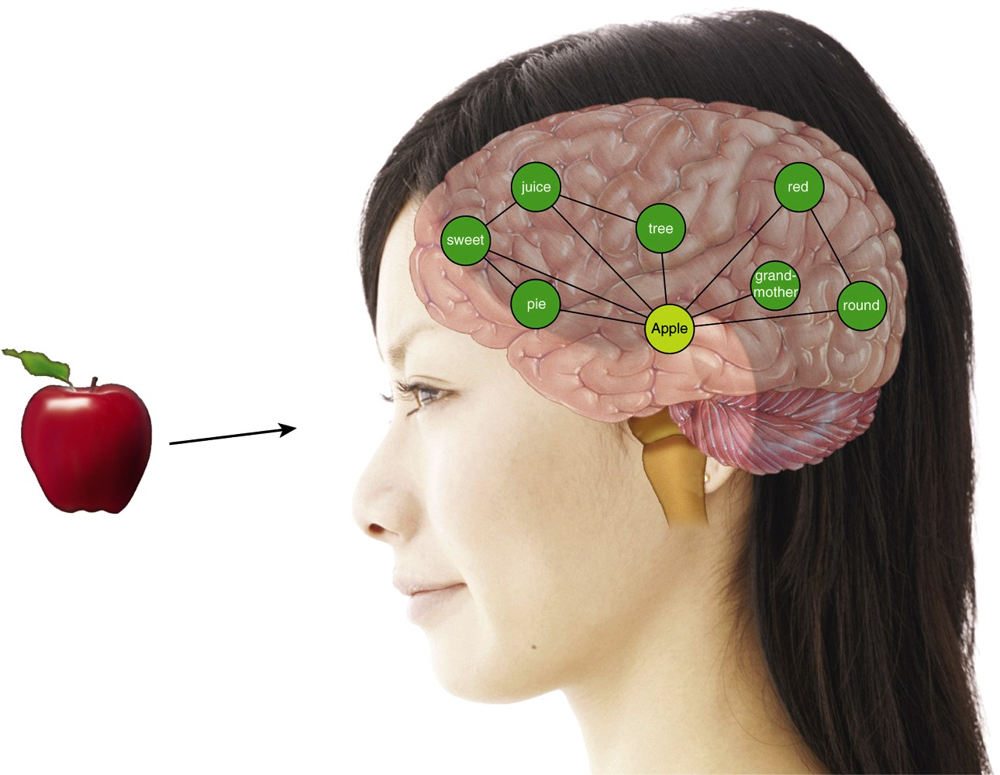 juice
red
tree
sweet
grand-
mother
pie
round
Apple